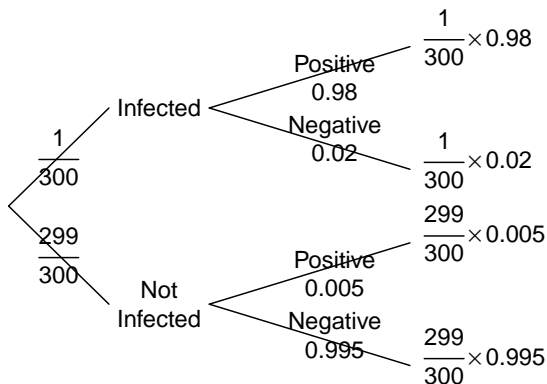 1
300 × 0.98
Positive
0.98
Infected
Negative
0.02
1
300 × 0.02
1
300
299
300
299
300 × 0.005
Positive
0.005
Not
Infected
Negative
0.995
299
300 × 0.995